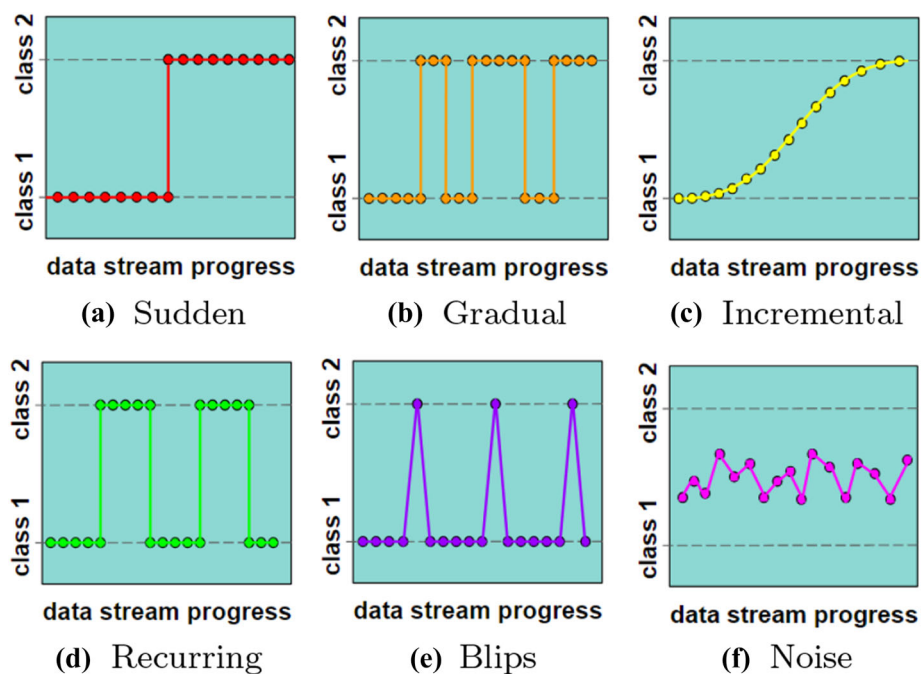 class 2
class 1
data stream progress
(a) Sudden
class 2
class 1
data stream progress
(b) Gradual
class 2
class 1
data stream progress
(c) Incremental
class 2
class 1
data stream progress
(d) Recurring
class 2
class 1
data stream progress
(e) Blips
class 2
class 1
data stream progress
(f) Noise